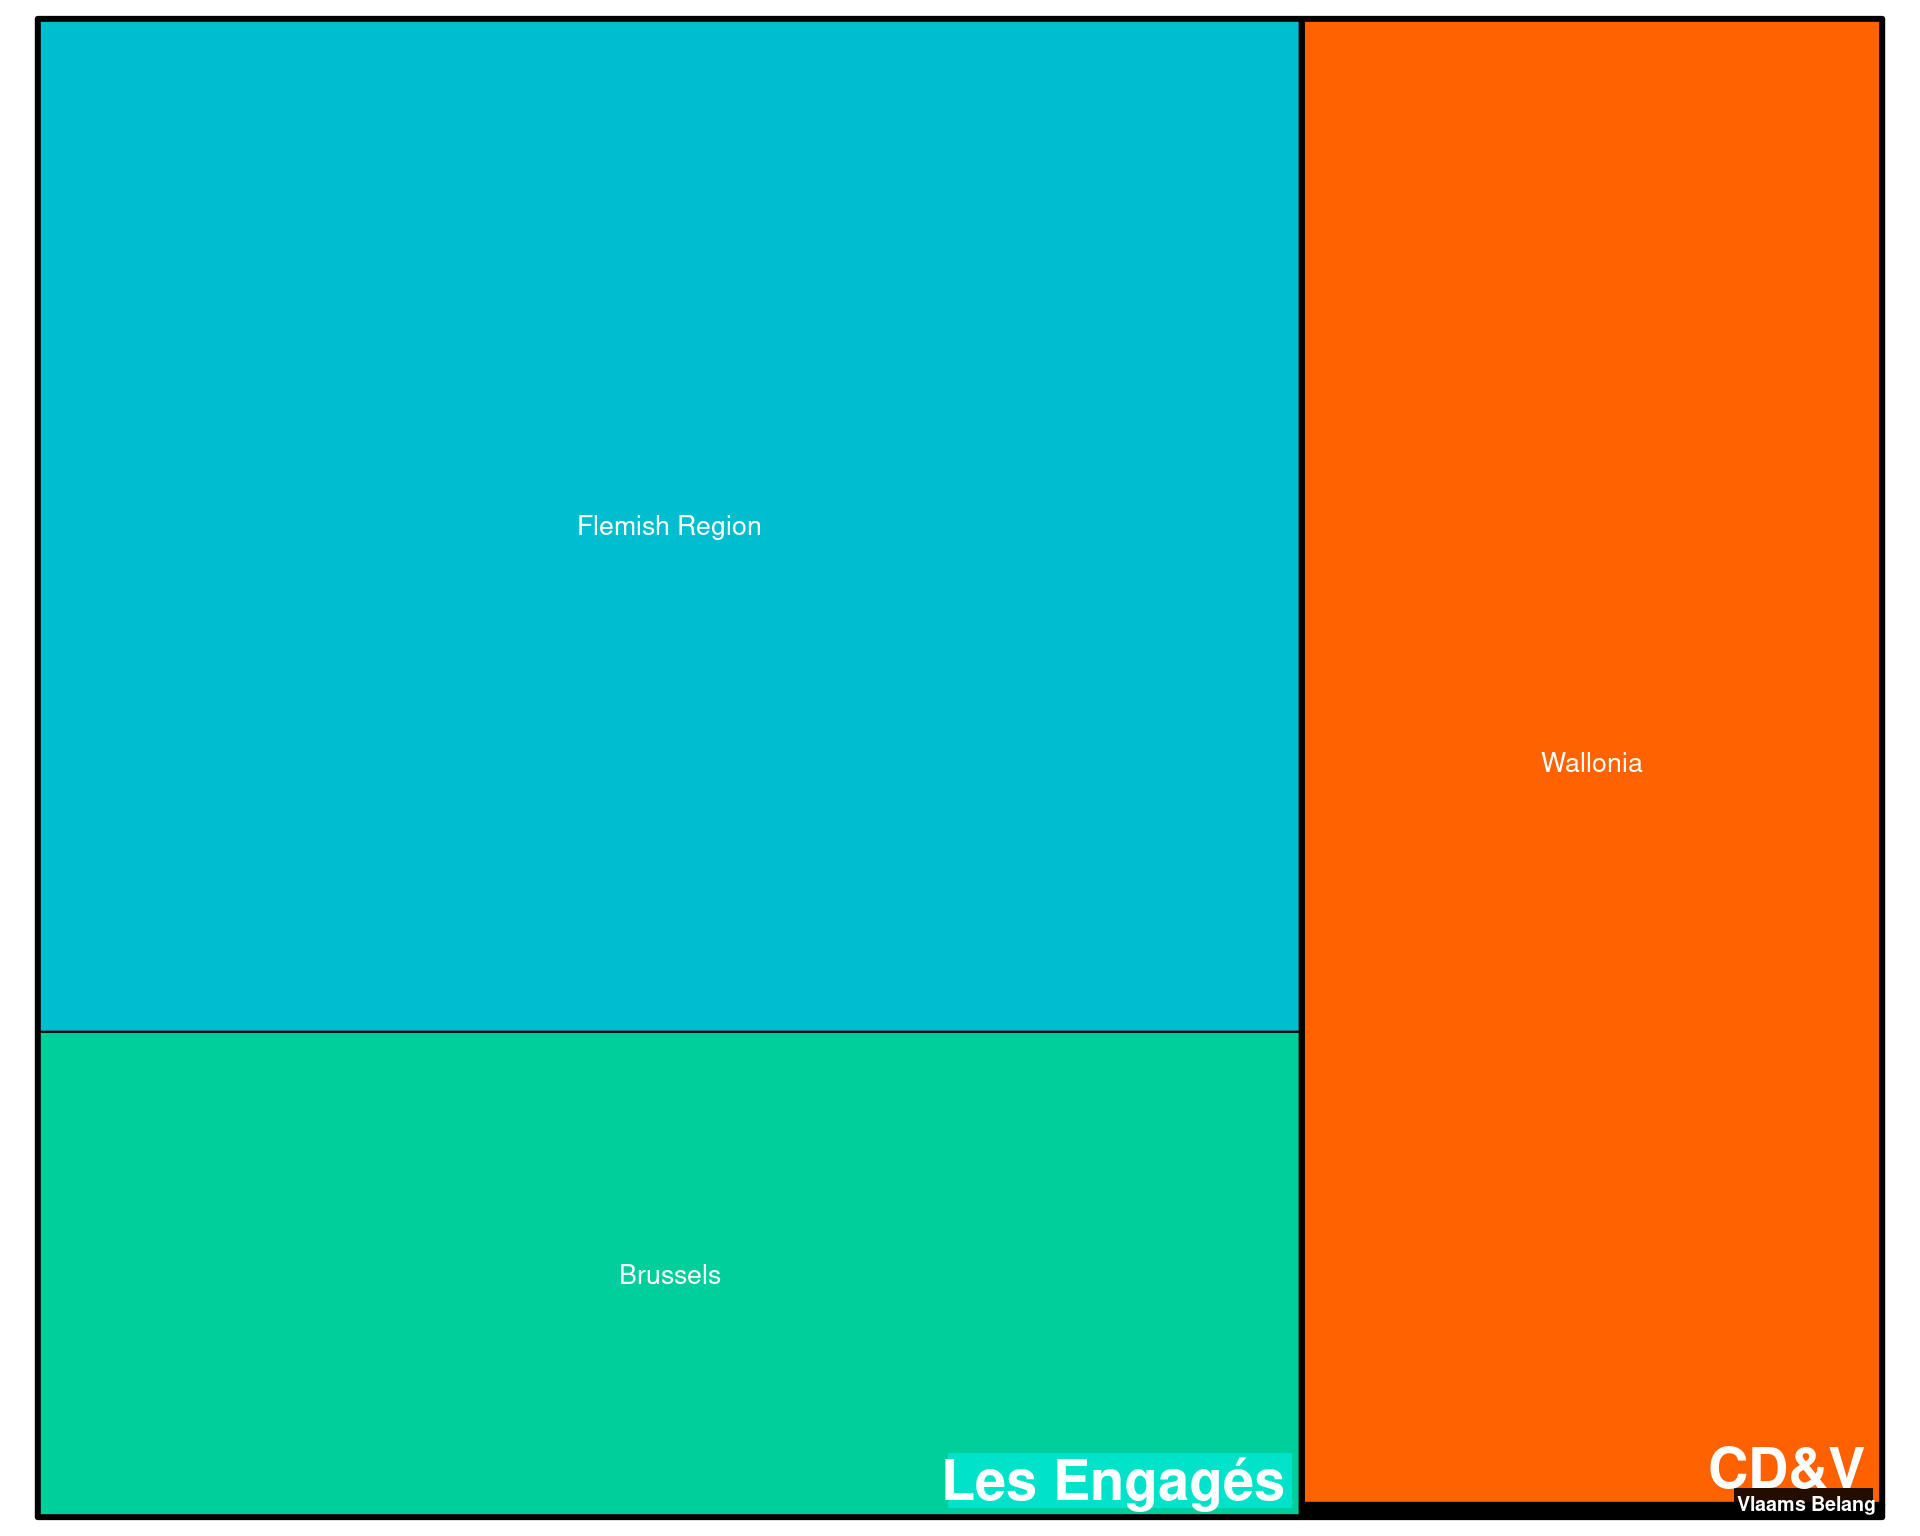 Flemish Region
Wallonia
Brussels
Les Engagés
CD&V
Vlaams Belang